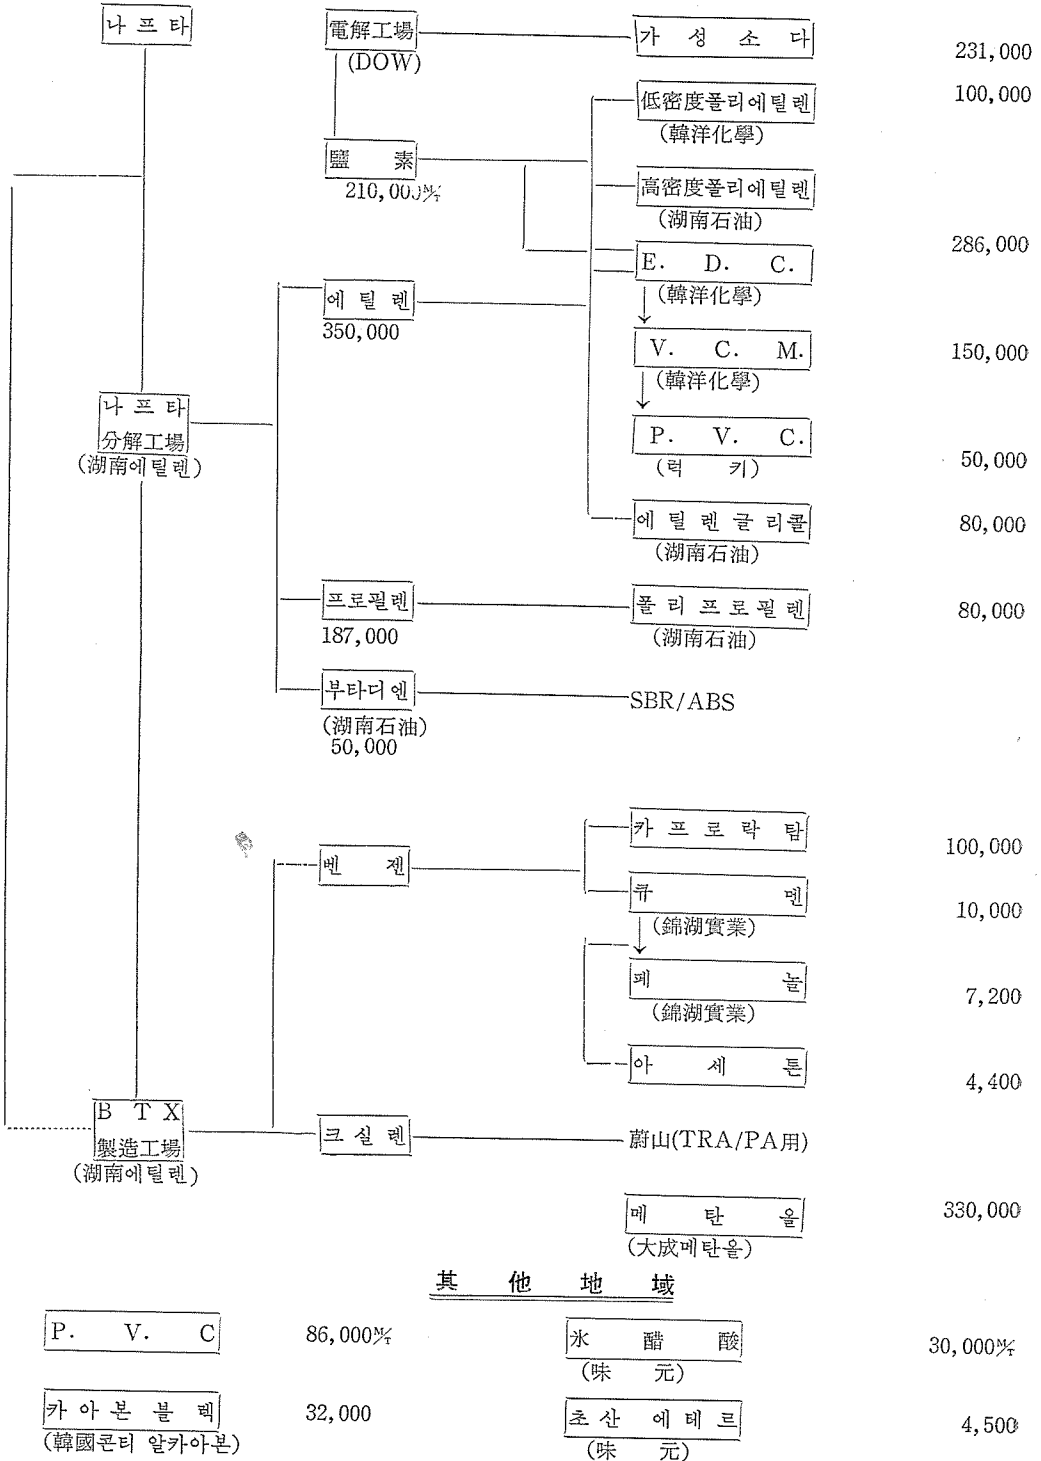 나 프 타 電解工場 가 성 소 다
(DOW) 231,000
低密度폴리에틸렌 100,000
(韓洋化學)
鹽 素
210,000M/T
高密度폴리에틸렌
(湖南石油)
E. D. C. 286,000
(韓洋化學)
에 틸 렌
350,000
V. C. M. 150,000
(韓洋化學)
나 프 타
分解工場
(湖南에틸렌)
P. V. C.
(럭 키) 50,000
에 틸 렌 글 리 콜 80,000
(湖南石油)
프로필렌 폴 리 프 로 필 렌 80,000
187,000 (湖南石油)
부타디엔 SBR/ABS
(湖南石油)
50,000
카 프 로 락 탐 100,000
벤 젠
큐 멘 10,000
(錦湖實業)
페 놀 7,200
(錦湖實業)
아 세 톤 4,400
B T X
製造工場
(湖南에틸렌)
크 실 렌 蔚山(TRA/PA用)
메 탄 올 330,000
(大成메탄올)
其 他 地 域
P. V. C 86,000M/T 氷 醋 酸 30,000M/T
(味 元)
카 아 본 블 랙 32,000 초 산 에 테 르 4,500
(韓國콘티 알카아본) (味 元)